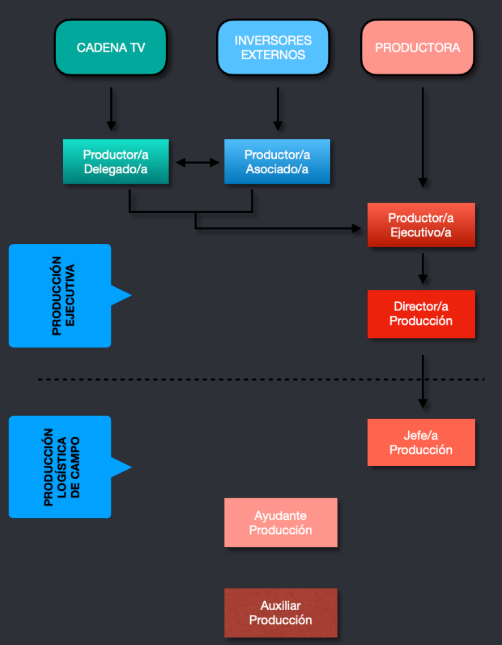 CADENA TV
INVERSORES
EXTERNOS
PRODUCTORA
Productor/a
Delegado/a
Productor/a
Asociado/a
Productor/a
Ejecutivo/a
PRODUCCIÓN
EJECUTIVA
Director/a
Producción
PRODUCCIÓN
LOGÍSTICA
DE CAMPO
Jefe/a
Producción
Ayudante
Producción
Auxiliar
Producción